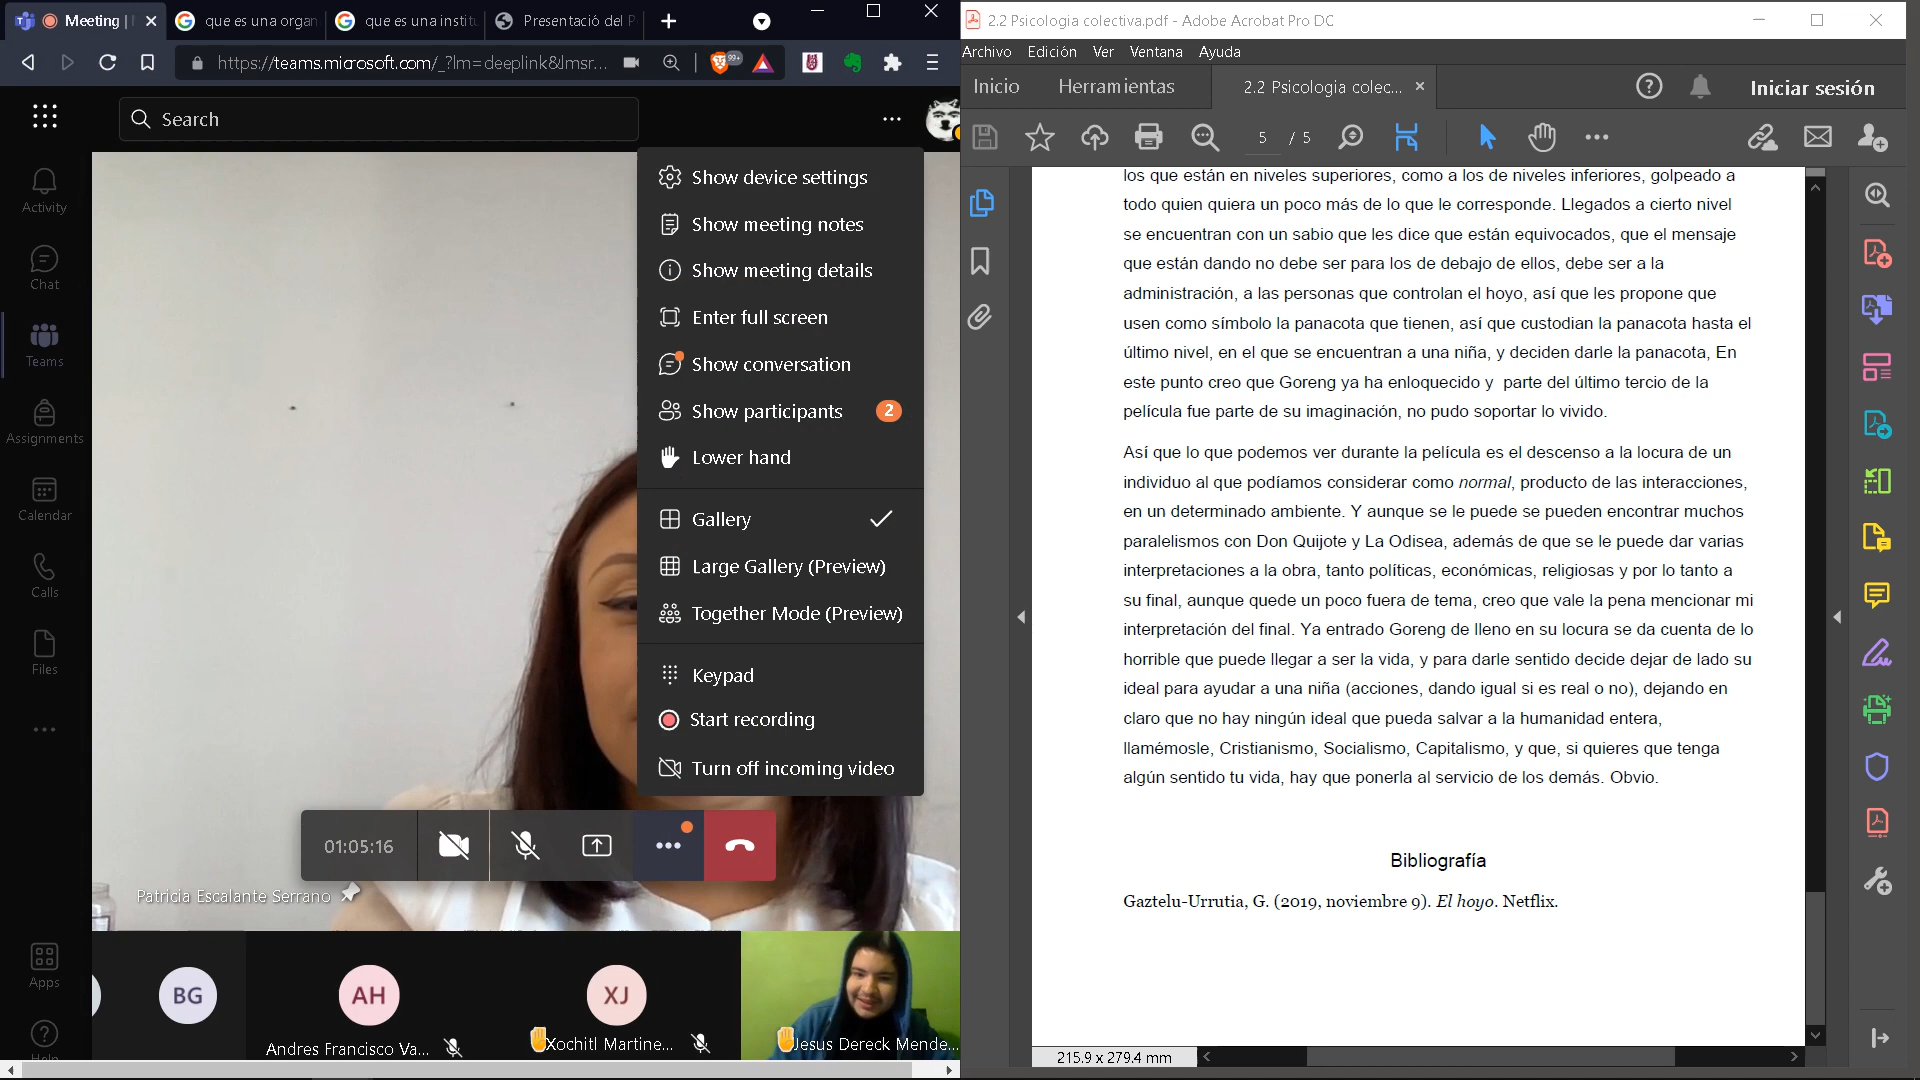 Meeting |
que es una organ
que es una institu
Presentació del P
https://teams.microsoft.com/_?lm=deeplink&lmsr...
99+
Search
Activity
Chat
Teams
Assignments
Calendar
Calls
Files
Apps
Help
Show device settings
Show meeting notes
Show meeting details
Enter full screen
Show conversation
Show participants 2
Lower hand
Gallery
Large Gallery (Preview)
Together Mode (Preview)
Keypad
Start recording
Turn off incoming video
01:05:16
Patricia Escalante Serrano
BG
AH
Andres Francisco Va...
XJ
Xochitl Martine...
Jesus Dereck Mende...
2.2 Psicologia colectiva.pdf - Adobe Acrobat Pro DC
Archivo Edición Ver Ventana Ayuda
Inicio Herramientas 2.2 Psicologia colec... Iniciar sesión
5 / 5
los que están en niveles superiores, como a los de niveles inferiores, golpeado a
todo quien quiera un poco más de lo que le corresponde. Llegados a cierto nivel
se encuentran con un sabio que les dice que están equivocados, que el mensaje
que están dando no debe ser para los de debajo de ellos, debe ser a la
administración, a las personas que controlan el hoyo, así que les propone que
usen como símbolo la panacota que tienen, así que custodian la panacota hasta el
último nivel, en el que se encuentran a una niña, y deciden darle la panacota, En
este punto creo que Goreng ya ha enloquecido y  parte del último tercio de la
película fue parte de su imaginación, no pudo soportar lo vivido.
Así que lo que podemos ver durante la película es el descenso a la locura de un
individuo al que podíamos considerar como normal, producto de las interacciones,
en un determinado ambiente. Y aunque se le puede se pueden encontrar muchos
paralelismos con Don Quijote y La Odisea, además de que se le puede dar varias
interpretaciones a la obra, tanto políticas, económicas, religiosas y por lo tanto a
su final, aunque quede un poco fuera de tema, creo que vale la pena mencionar mi
interpretación del final. Ya entrado Goreng de lleno en su locura se da cuenta de lo
horrible que puede llegar a ser la vida, y para darle sentido decide dejar de lado su
ideal para ayudar a una niña (acciones, dando igual si es real o no), dejando en
claro que no hay ningún ideal que pueda salvar a la humanidad entera,
llamémosle, Cristianismo, Socialismo, Capitalismo, y que, si quieres que tenga
algún sentido tu vida, hay que ponerla al servicio de los demás. Obvio.
Bibliografía
Gaztelu-Urrutia, G. (2019, noviembre 9). El hoyo. Netflix.
215.9 x 279.4 mm